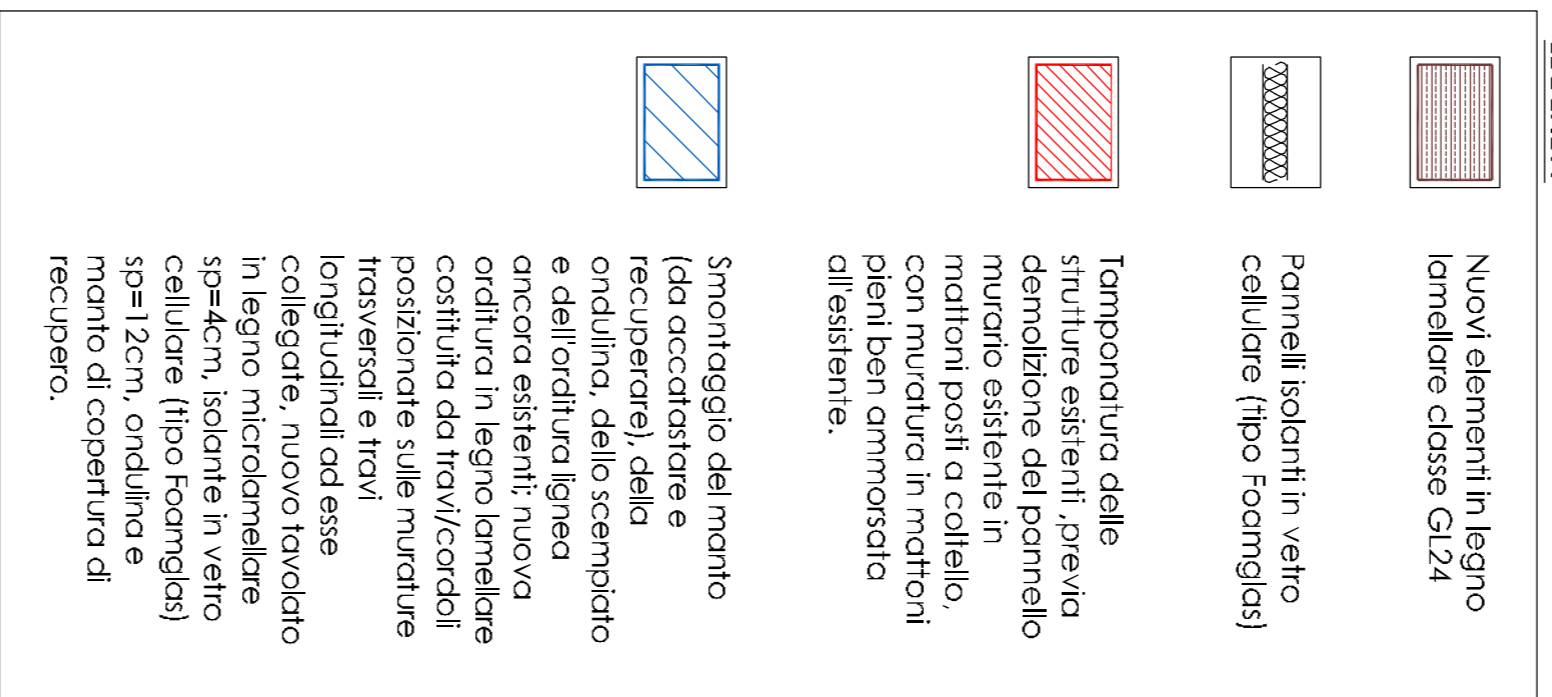 Nuovi elementi in legno
lamellare classe GL24
Pannelli isolanti in vetro
cellulare (tipo Foamglas)
Tamponatura delle
strutture esistenti ,previa
demolizione del pannello
murario esistente in
mattoni posti a coltello,
con muratura in mattoni
pieni ben ammorsata
all'esistente.
Smontaggio del manto
(da accatastare e
recuperare), della
ondulina, dello scempiato
e dell'orditura lignea
ancora esistenti; nuova
orditura in legno lamellare
costituita da travi/cordoli
posizionate sulle murature
trasversali e travi
longitudinali ad esse
collegate, nuovo tavolato
in legno microlamellare
sp=4cm, isolante in vetro
cellulare (tipo Foamglas)
sp=12cm, ondulina e
manto di copertura di
recupero.